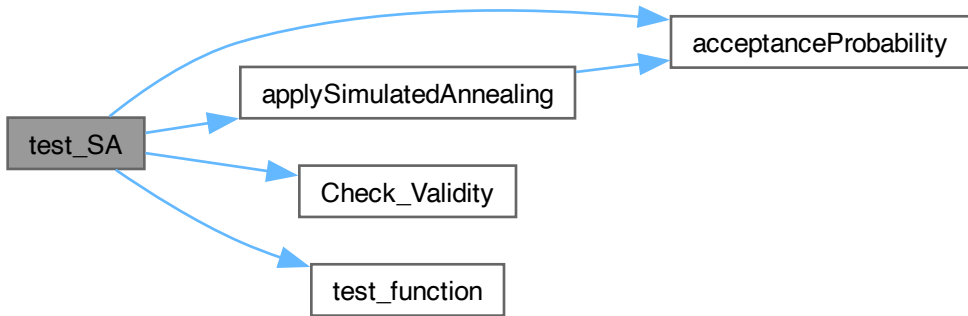 acceptanceProbability
applySimulatedAnnealing
test_SA
Check_Validity
test_function